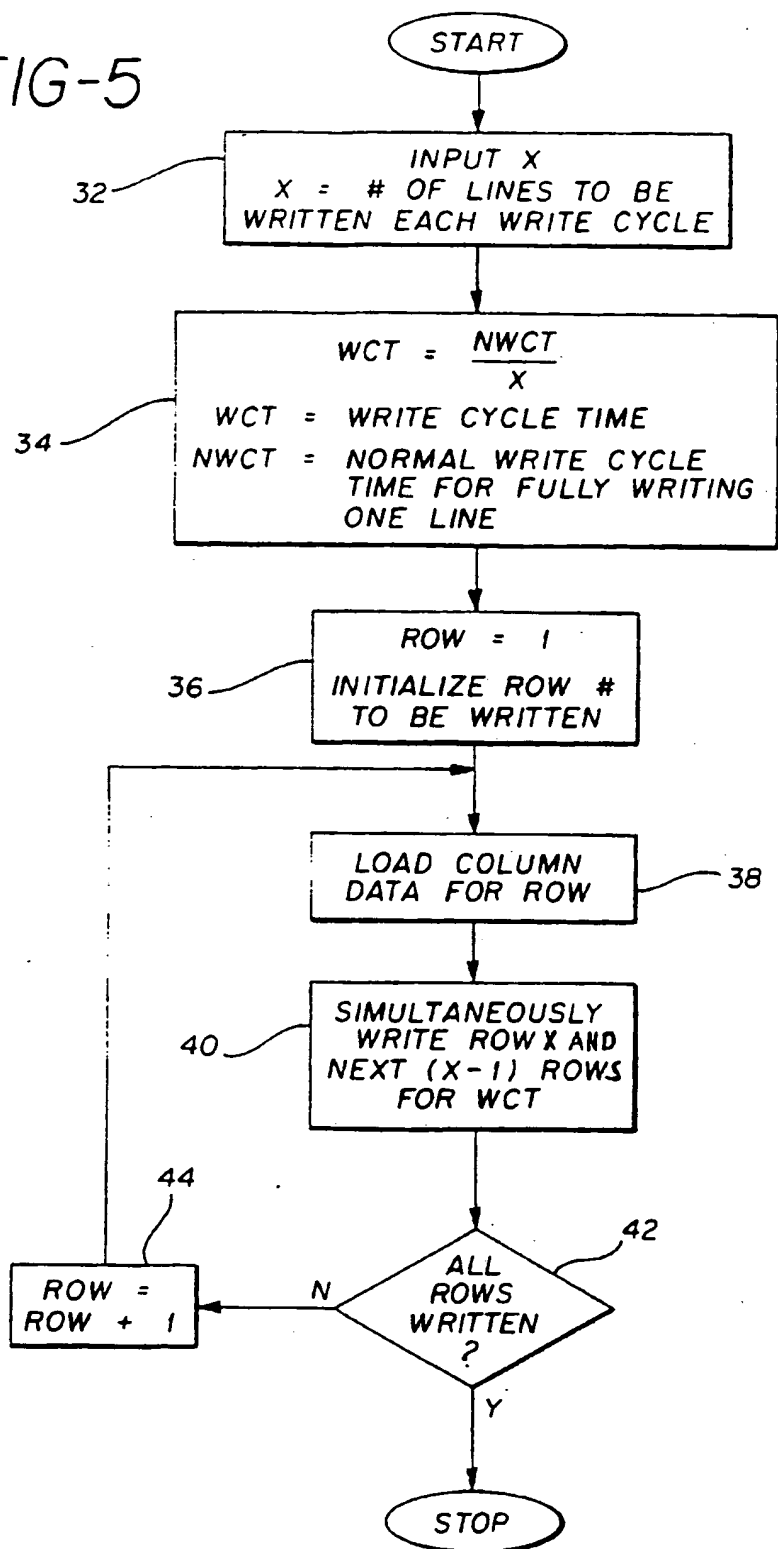 FIG-5
START
32
INPUT X
X = # OF LINES TO BE
WRITTEN EACH WRITE CYCLE
34
WCT = NWCT
X
WCT = WRITE CYCLE TIME
NWCT = NORMAL WRITE CYCLE
TIME FOR FULLY WRITING
ONE LINE
36
ROW = 1
INITIALIZE ROW #
TO BE WRITTEN
LOAD COLUMN
DATA FOR ROW
38
40
SIMULTANEOUSLY
WRITE ROW X AND
NEXT (X-1) ROWS
FOR WCT
44
ROW =
ROW + 1
N
42
ALL
ROWS
WRITTEN
?
Y
STOP